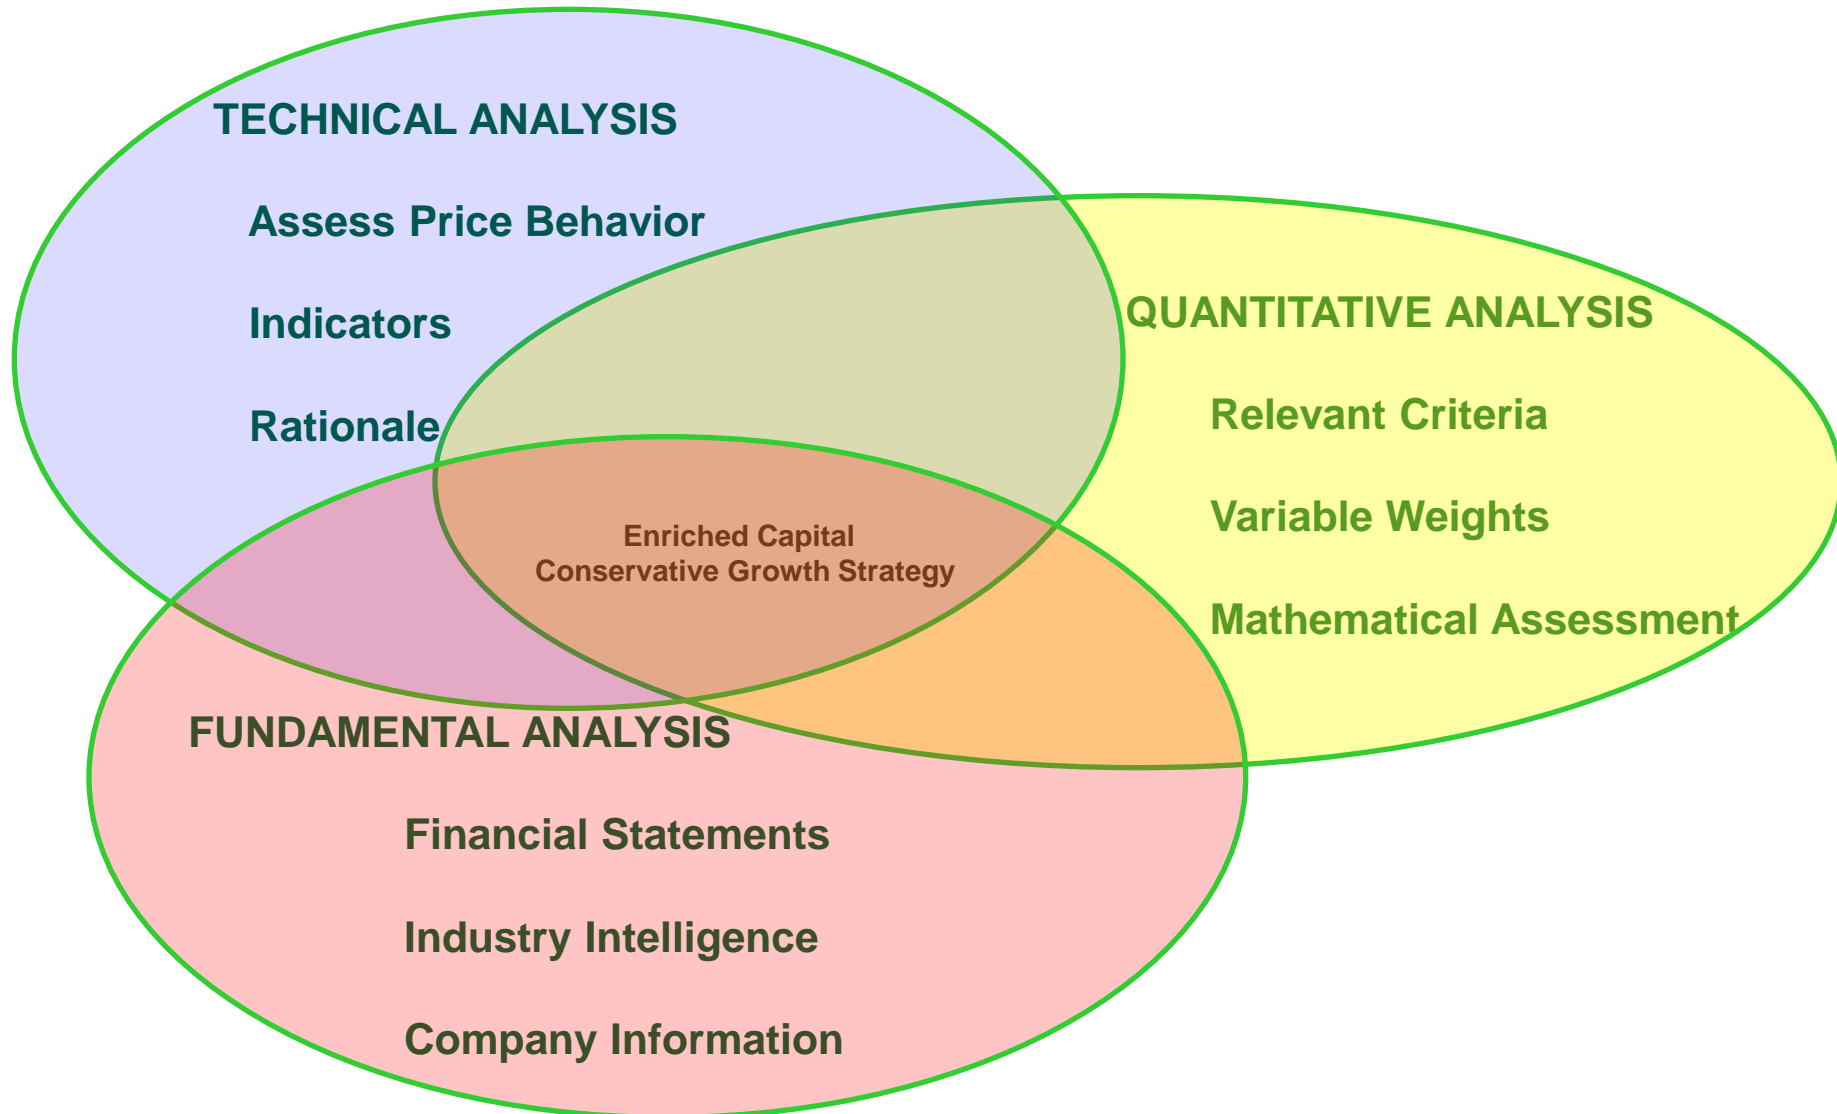 TECHNICAL ANALYSIS
Assess Price Behavior
Indicators
Rationale
QUANTITATIVE ANALYSIS
Relevant Criteria
Variable Weights
Mathematical Assessment
Enriched Capital
Conservative Growth Strategy
FUNDAMENTAL ANALYSIS
Financial Statements
Industry Intelligence
Company Information